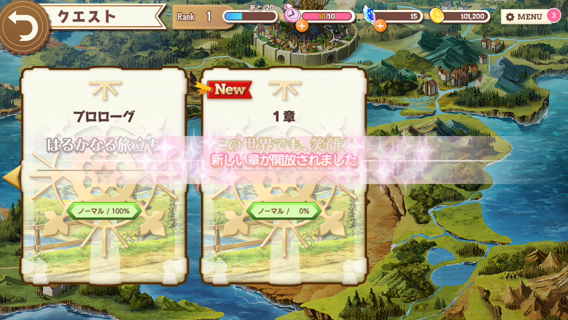 クエスト
Rank 1
あと 20
10/10
15
101,200
MENU
3
プロローグ
はるかなる旅立ち
ノーマル / 100%
New
1章
この世界でも、笑顔
ノーマル / 0%
新しい章が開放されました